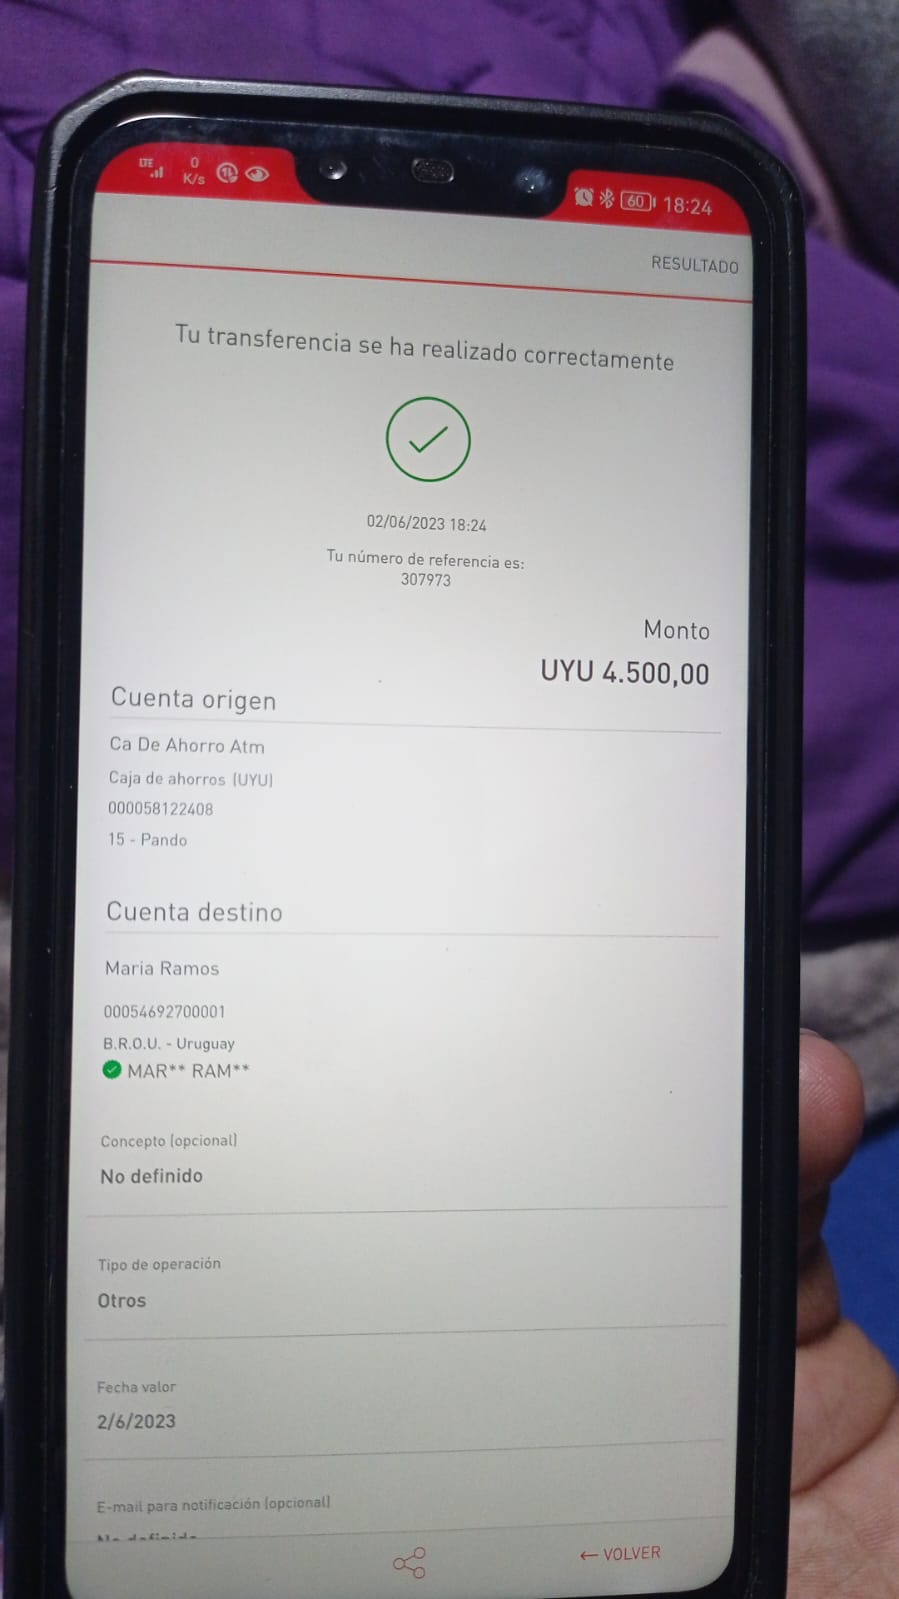 LTE
0
K/s
60
18:24
RESULTADO
Tu transferencia se ha realizado correctamente
02/06/2023 18:24
Tu número de referencia es:
307973
Monto
UYU 4.500,00
Cuenta origen
Ca De Ahorro Atm
Caja de ahorros (UYU)
000058122408
15 - Pando
Cuenta destino
Maria Ramos
00054692700001
B.R.O.U. - Uruguay
MAR** RAM**
Concepto (opcional)
No definido
Tipo de operación
Otros
Fecha valor
2/6/2023
E-mail para notificación (opcional)
← VOLVER